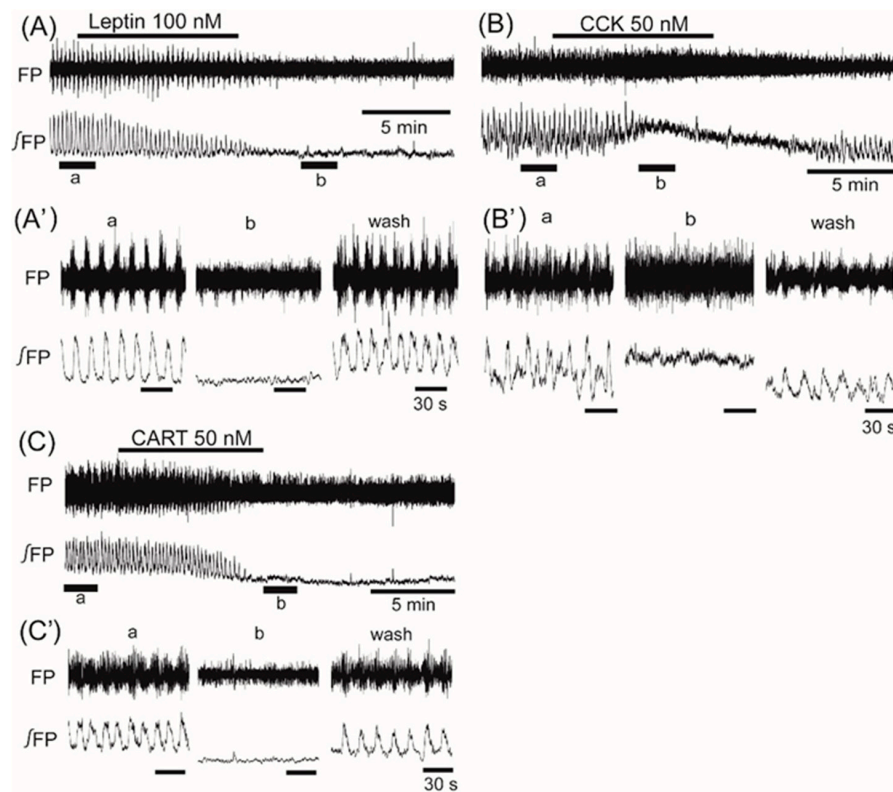 (A) Leptin 100 nM
FP
∫FP
5 min
a b
(B) CCK 50 nM
a b
5 min
(A') a b wash
FP
∫FP
30 s
(B') a b wash
30 s
(C) CART 50 nM
FP
∫FP
a b 5 min
(C') a b wash
FP
∫FP
30 s